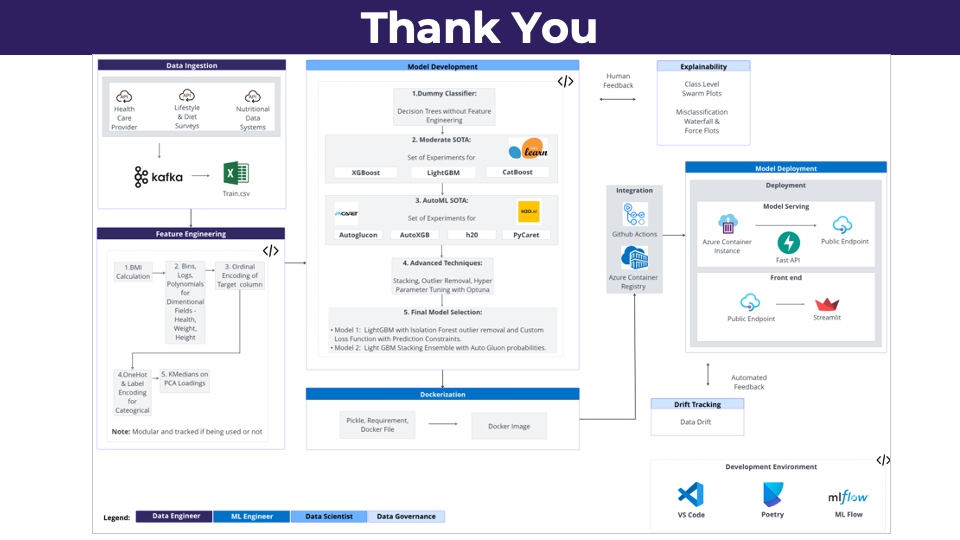 Thank You
Data Ingestion
API
API
API
Health
Care
Provider
Lifestyle
& Diet
Surveys
Nutritional
Data
Systems
kafka
X
Train.csv
Feature Engineering
</>
1.BMI
Calculation
2. Bins,
Logs,
Polynomials
for
Dimentional
Fields -
Health,
Weight,
Height
3. Ordinal
Encoding of
Target column
4.OneHot
& Label
Encoding
for
Cateogrical
5. KMedians on
PCA Loadings
Note: Modular and tracked if being used or not
Model Development
</>
1.Dummy Classifier:
Decision Trees without Feature
Engineering
2. Moderate SOTA:
Set of Experiments for
learn
XGBoost
LightGBM
CatBoost
3. AutoML SOTA:
Set of Experiments for
PYCARET
H2O.ai
Autoglucon
AutoXGB
h20
PyCaret
4. Advanced Techniques:
Stacking, Outlier Removal, Hyper
Parameter Tuning with Optuna
5. Final Model Selection:
• Model 1: LightGBM with Isolation Forest outlier removal and Custom
Loss Function with Prediction Constraints.
• Model 2: Light GBM Stacking Ensemble with Auto Gluon probabilities.
Dockerization
Pickle, Requirement,
Docker File
Docker Image
Human
Feedback
Explainability
Class Level
Swarm Plots
Misclassification
Waterfall &
Force Flots
Integration
Github Actions
Azure Container
Registry
Model Deployment
Deployment
Model Serving
Azure Container
Instance
Fast API
Public Endpoint
Front end
Public Endpoint
Streamlit
Automated
Feedback
Drift Tracking
Data Drift
</>
Development Environment
VS Code
Poetry
mlflow
ML Flow
Legend:
Data Engineer
ML Engineer
Data Scientist
Data Governance